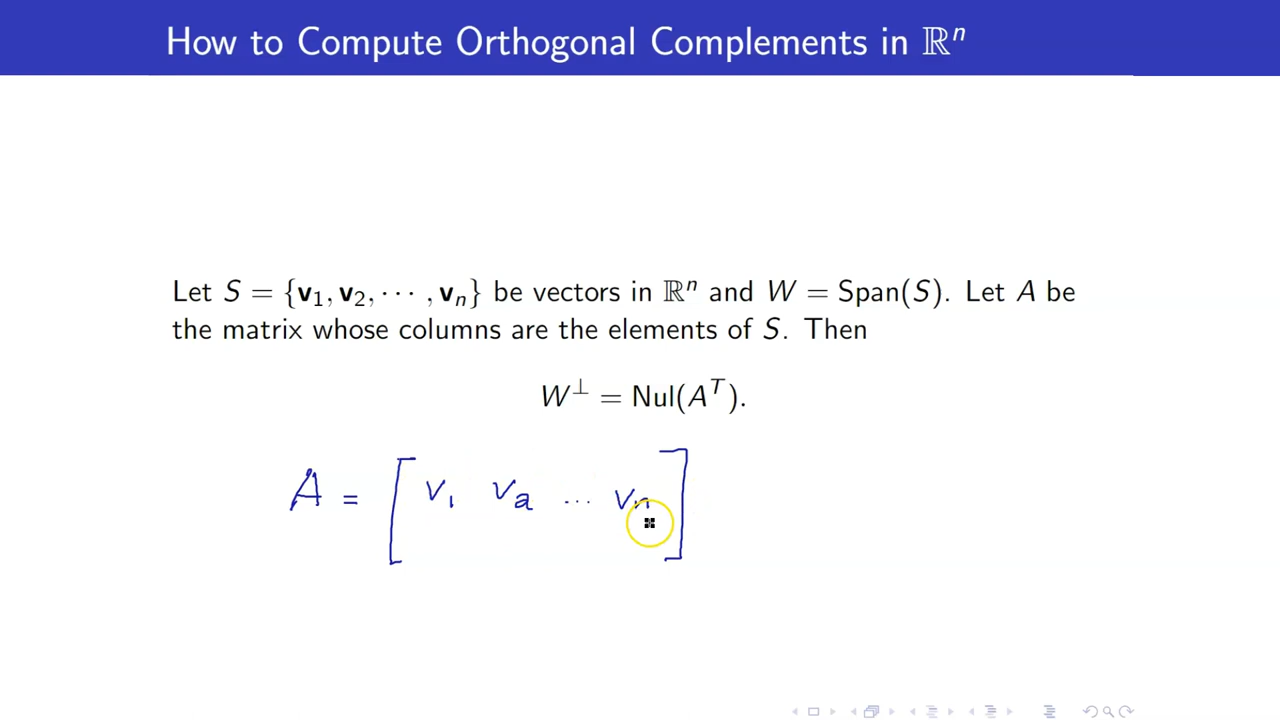 How to Compute Orthogonal Complements in ℝⁿ
Let S = {v₁, v₂, ⋯ , vₙ} be vectors in ℝⁿ and W = Span(S). Let A be
the matrix whose columns are the elements of S. Then
W^⊥ = Nul(Aᵀ).
A = [ v₁ v₂ ... vₙ ]